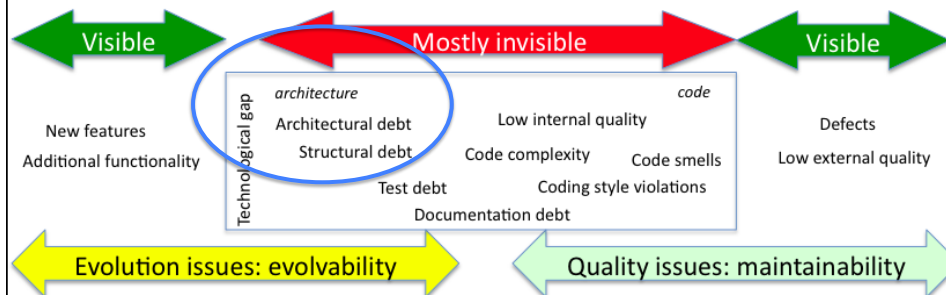 Visible
Mostly invisible
Visible
Technological gap
architecture
code
Architectural debt
Low internal quality
Structural debt
Code complexity
Code smells
Test debt
Coding style violations
Documentation debt
New features
Additional functionality
Defects
Low external quality
Evolution issues: evolvability
Quality issues: maintainability